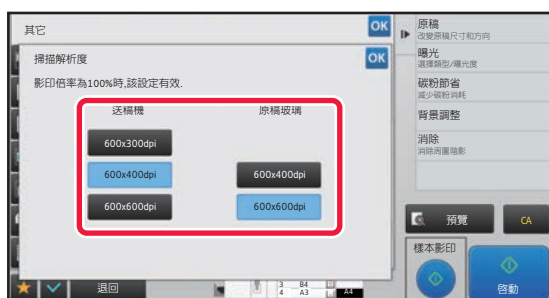 其它
OK
掃描解析度
OK
影印倍率為100%時,該設定有效.
送稿機
原稿玻璃
600x300dpi
600x400dpi
600x400dpi
600x600dpi
600x600dpi
退回
3 B4
4 A3
A4
原稿
改變原稿尺寸和方向
曝光
選擇類型/曝光度
碳粉節省
減少碳粉消耗
背景調整
消除
消除周圍陰影
預覽
CA
樣本影印
啓動